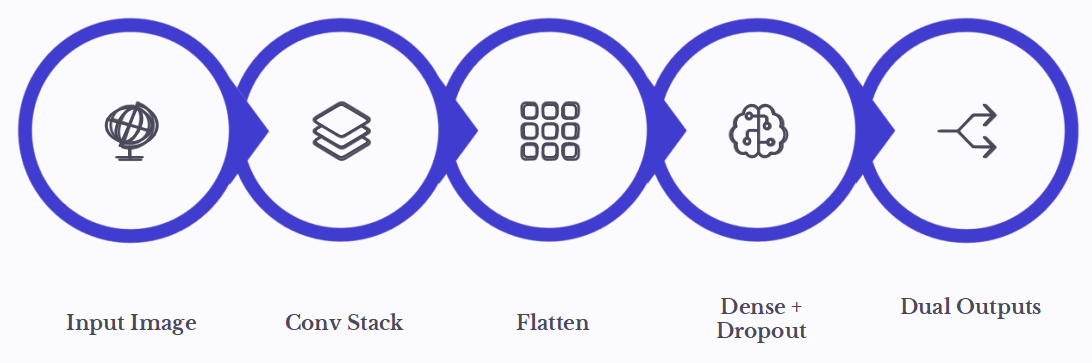 Input Image
Conv Stack
Flatten
Dense +
Dropout
Dual Outputs